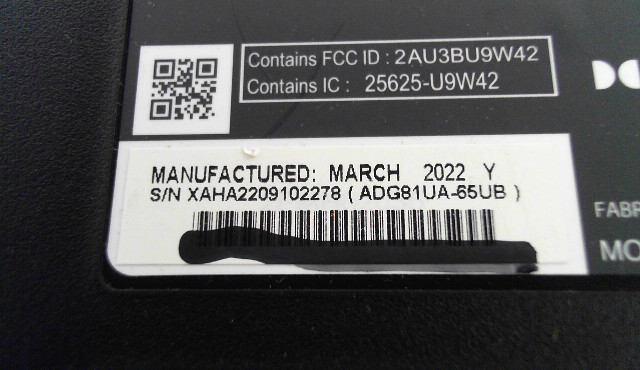 Contains FCC ID : 2AU3BU9W42
Contains IC : 25625-U9W42
MANUFACTURED: MARCH 2022 Y
S/N XAHA2209102278 ( ADG81UA-65UB )
FABR
MO